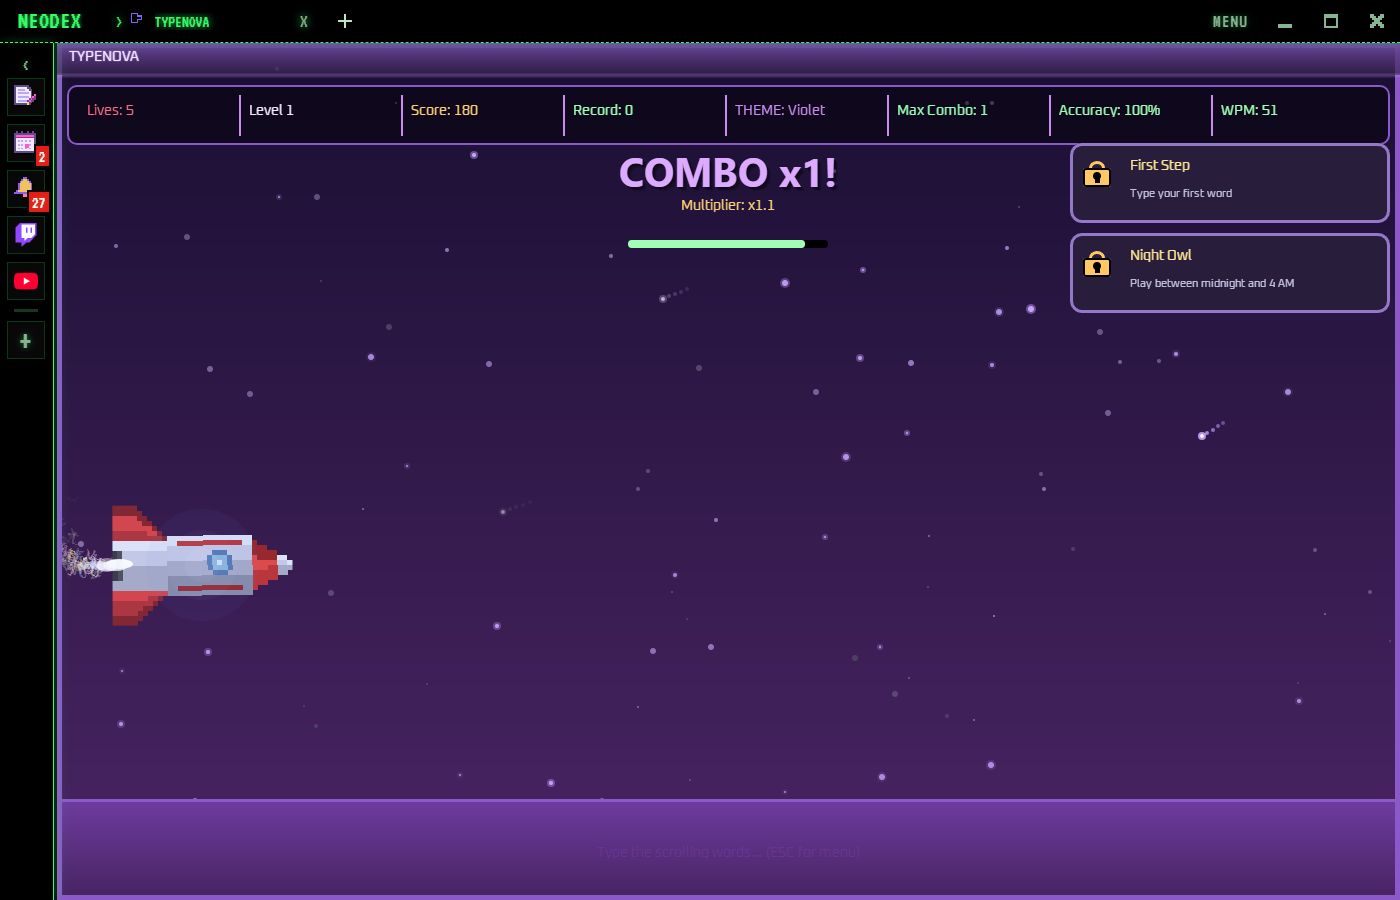 NEODEX
TYPENOVA
X
MENU
TYPENOVA
Lives: 5
Level 1
Score: 180
Record: 0
THEME: Violet
Max Combo: 1
Accuracy: 100%
WPM: 51
COMBO x1!
Multiplier: x1.1
First Step
Type your first word
Night Owl
Play between midnight and 4 AM
2
27
Type the scrolling words... (ESC for menu)